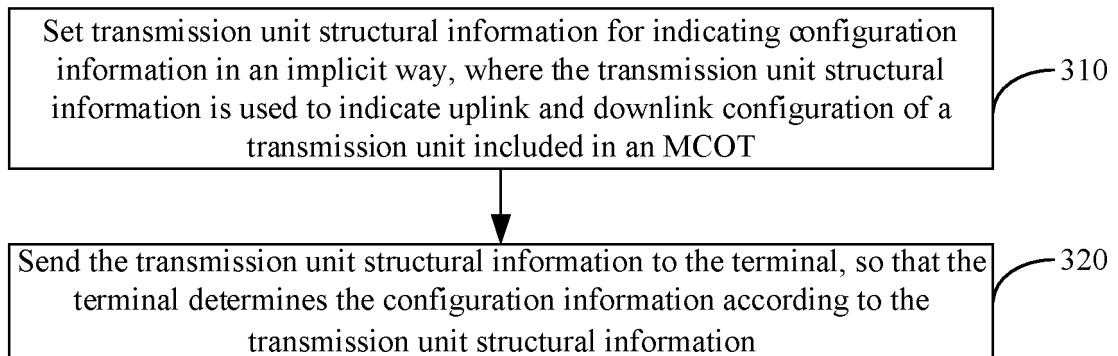 Set transmission unit structural information for indicating configuration
information in an implicit way, where the transmission unit structural
information is used to indicate uplink and downlink configuration of a
transmission unit included in an MCOT
310
Send the transmission unit structural information to the terminal, so that the
terminal determines the configuration information according to the
transmission unit structural information
320